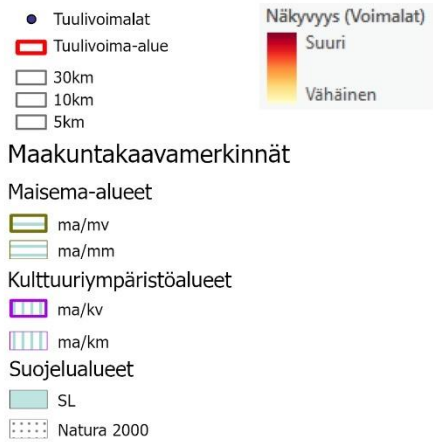 Tuulivoimalat
Tuulivoima-alue
30km
10km
5km
Näkyvyys (Voimalat)
Suuri
Vähäinen
Maakuntakaavamerkinnät
Maisema-alueet
ma/mv
ma/mm
Kulttuuriympäristöalueet
ma/kv
ma/km
Suojelualueet
SL
Natura 2000